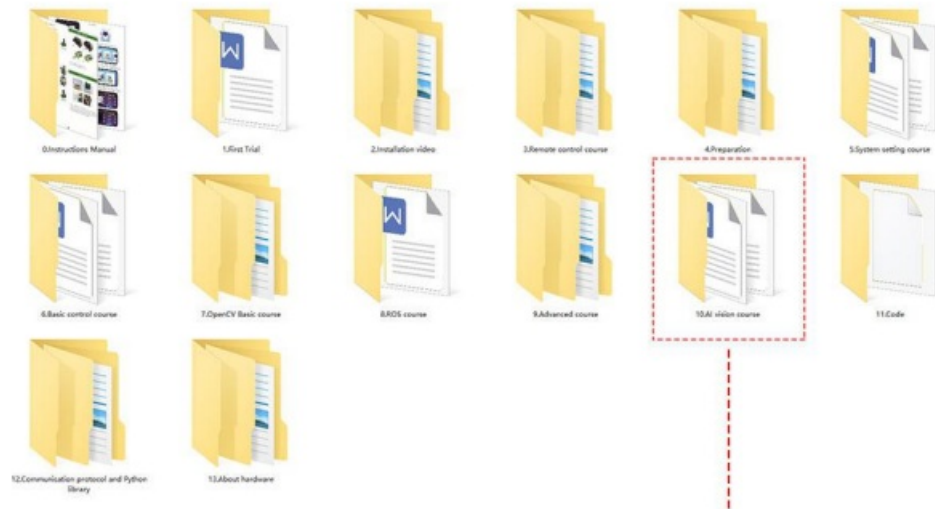 0.Instructions Manual
1.First Trial
2.Installation video
3.Remote control course
4.Preparation
5.System setting course
6.Basic control course
7.OpenCV Basic course
8.ROS course
9.Advanced course
10.AI vision course
11.Code
12.Communication protocol and Python
library
13.About hardware